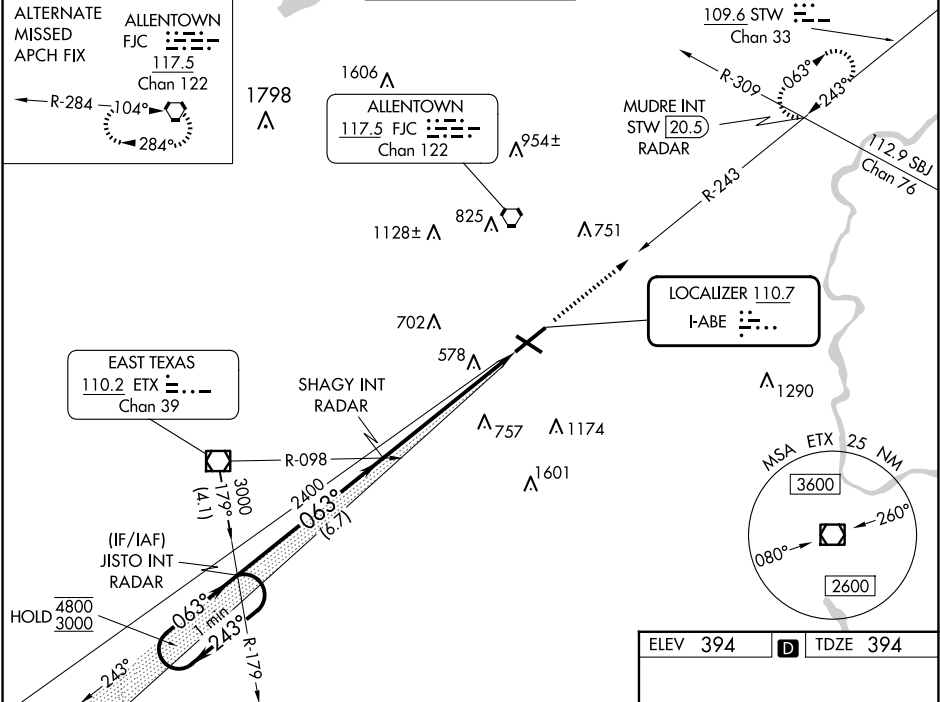 ALTERNATE
MISSED
APCH FIX
ALLENTOWN
FJC
117.5
Chan 122
R-284
104°
284°
1798
1606
ALLENTOWN
117.5 FJC
Chan 122
954±
825
1128±
751
109.6 STW
Chan 33
R-309
063°
243°
MUDRE INT
STW 20.5
RADAR
112.9 SBJ
Chan 76
R-243
LOCALIZER 110.7
I-ABE
702
578
EAST TEXAS
110.2 ETX
Chan 39
SHAGY INT
RADAR
757
1174
1290
1601
R-098
3000
179°
(4.1)
2400
063°
(6.7)
(IF/IAF)
JISTO INT
RADAR
HOLD 4800
3000
063°
1 min
243°
243°
R-179
MSA ETX 25 NM
3600
260°
080°
2600
ELEV 394 D TDZE 394